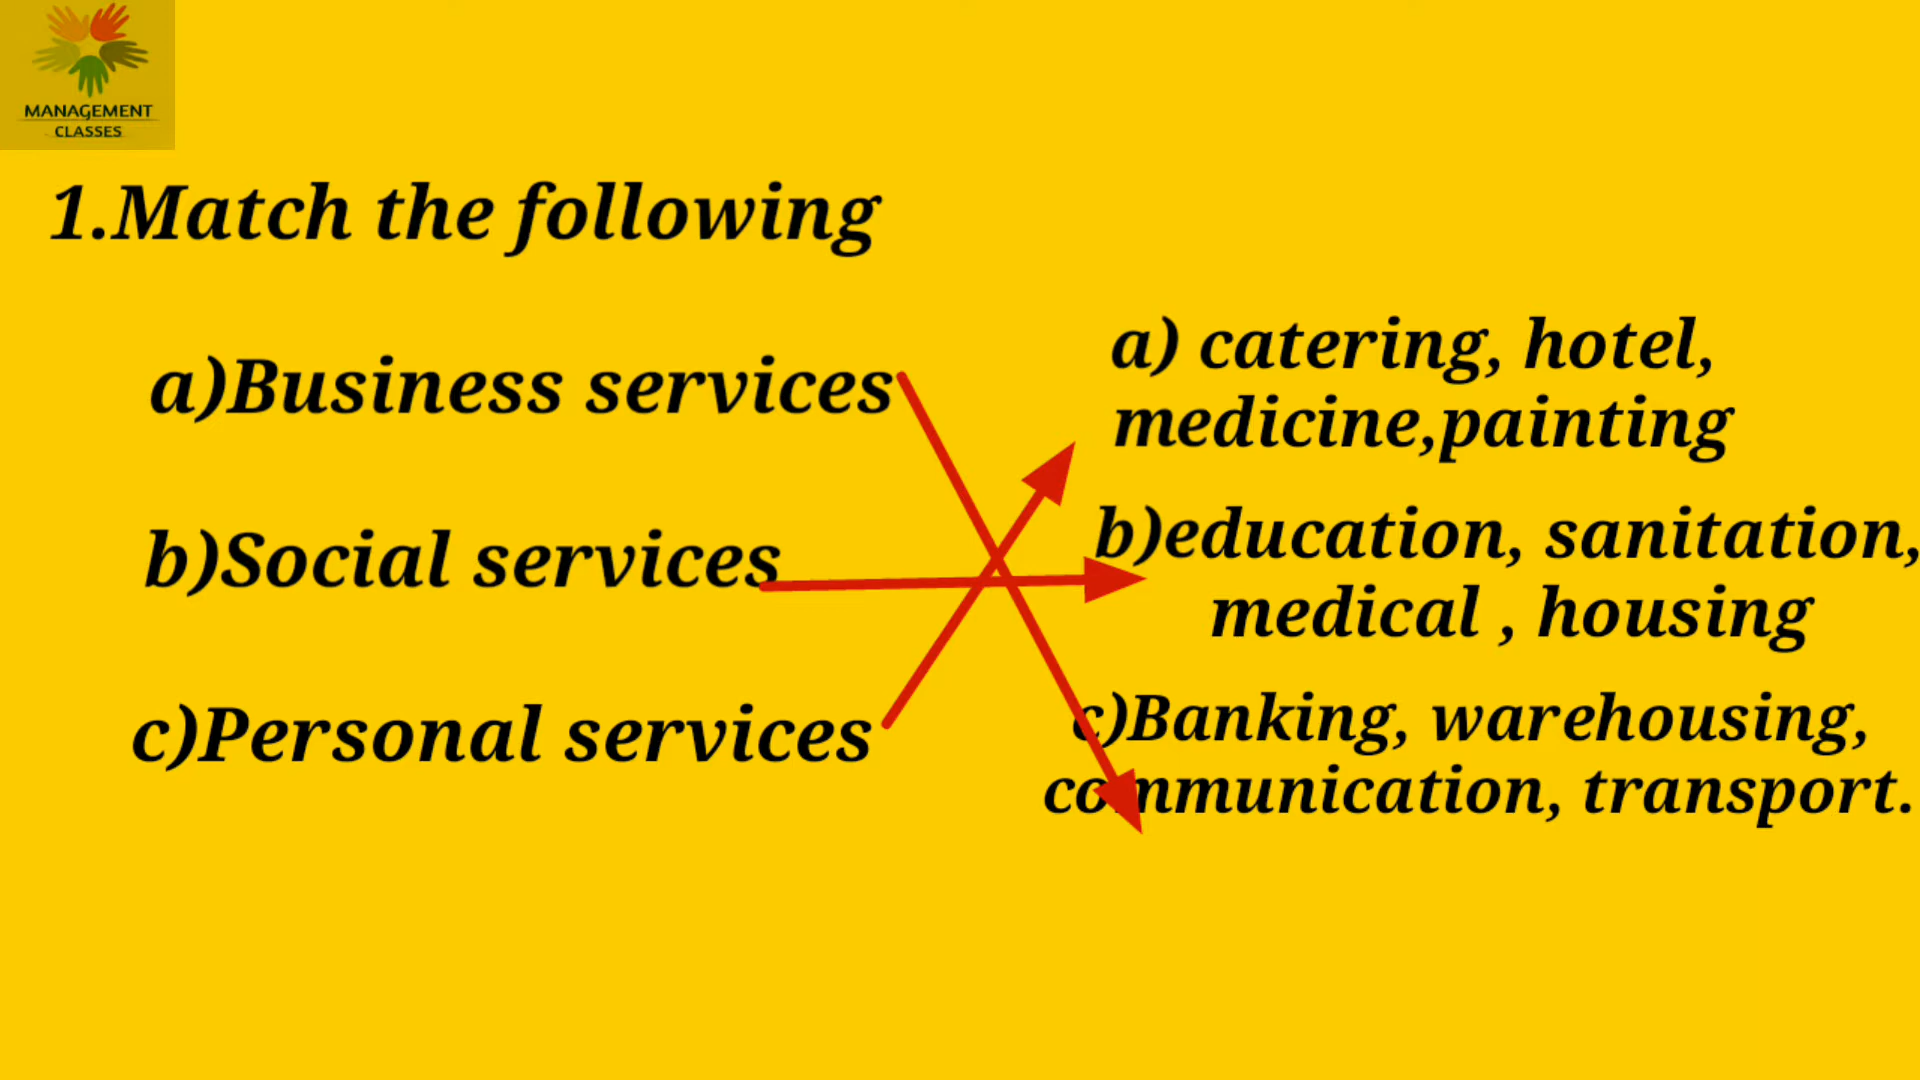 MANAGEMENT
CLASSES
1.Match the following
a)Business services
b)Social services
c)Personal services
a) catering, hotel,
medicine,painting
b)education, sanitation,
medical , housing
c)Banking, warehousing,
communication, transport.